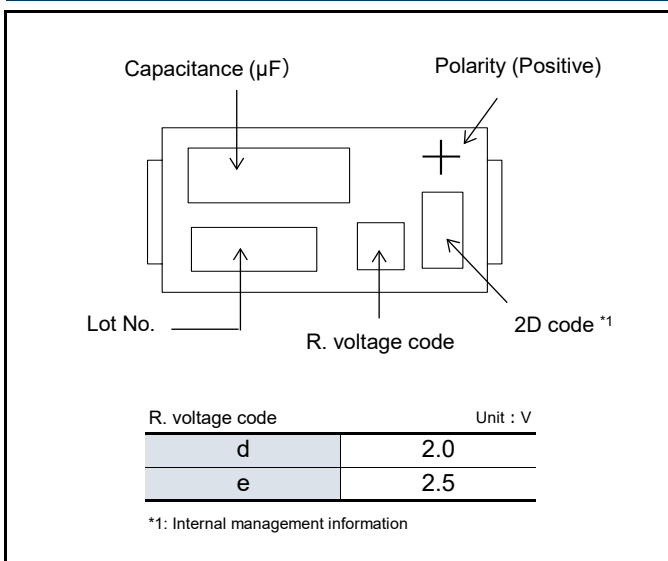 Capacitance (μF)
Polarity (Positive)
Lot No.
R. voltage code
2D code *1
R. voltage code Unit : V
d 2.0
e 2.5
*1: Internal management information